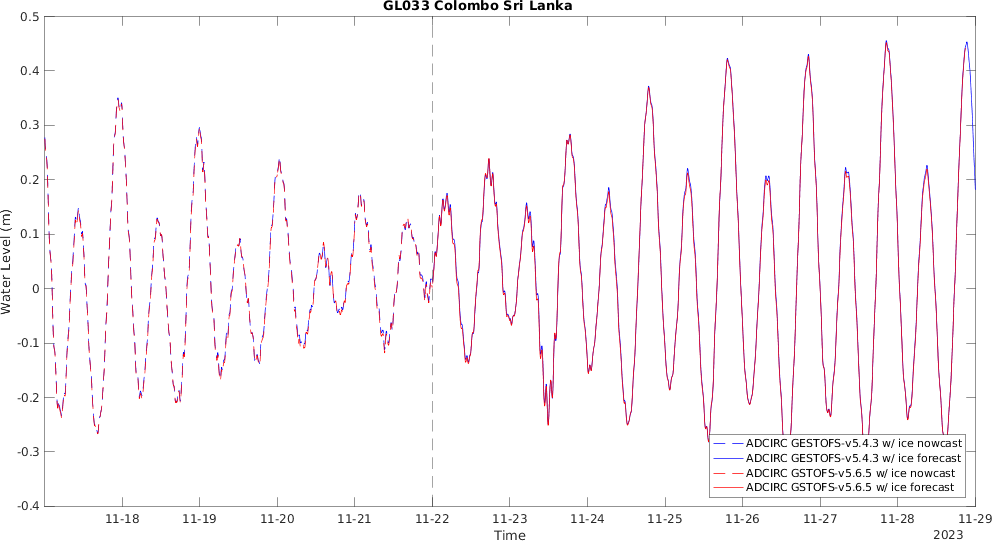 GL033 Colombo Sri Lanka
0.5
0.4
0.3
0.2
0.1
0
-0.1
-0.2
-0.3
-0.4
Water Level (m)
ADCIRC GESTOFS-v5.4.3 w/ ice nowcast
ADCIRC GESTOFS-v5.4.3 w/ ice forecast
ADCIRC GSTOFS-v5.6.5 w/ ice nowcast
ADCIRC GSTOFS-v5.6.5 w/ ice forecast
11-18 11-19 11-20 11-21 11-22 11-23 11-24 11-25 11-26 11-27 11-28 11-29
Time
2023